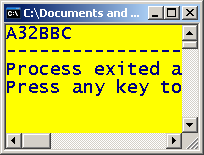 C:\Documents and ...
A32BBC
--------------------
Process exited a
Press any key to